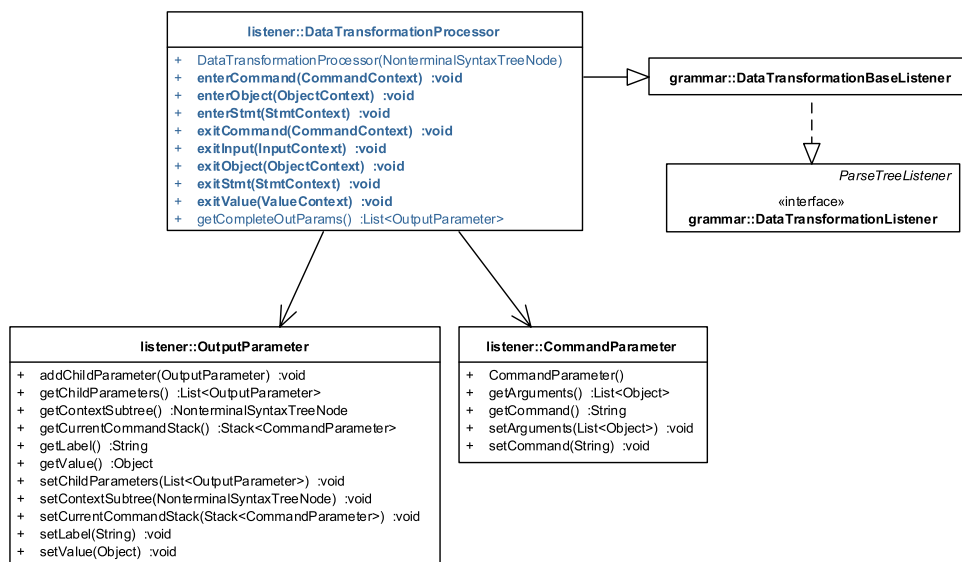 listener::DataTransformationProcessor
+ DataTransformationProcessor(NonterminalSyntaxTreeNode)
+ enterCommand(CommandContext) :void
+ enterObject(ObjectContext) :void
+ enterStmt(StmtContext) :void
+ exitCommand(CommandContext) :void
+ exitInput(InputContext) :void
+ exitObject(ObjectContext) :void
+ exitStmt(StmtContext) :void
+ exitValue(ValueContext) :void
+ getCompleteOutParams() :List<OutputParameter>
grammar::DataTransformationBaseListener
ParseTreeListener
«interface»
grammar::DataTransformationListener
listener::OutputParameter
+ addChildParameter(OutputParameter) :void
+ getChildParameters() :List<OutputParameter>
+ getContextSubtree() :NonterminalSyntaxTreeNode
+ getCurrentCommandStack() :Stack<CommandParameter>
+ getLabel() :String
+ getValue() :Object
+ setChildParameters(List<OutputParameter>) :void
+ setContextSubtree(NonterminalSyntaxTreeNode) :void
+ setCurrentCommandStack(Stack<CommandParameter>) :void
+ setLabel(String) :void
+ setValue(Object) :void
listener::CommandParameter
+ CommandParameter()
+ getArguments() :List<Object>
+ getCommand() :String
+ setArguments(List<Object>) :void
+ setCommand(String) :void